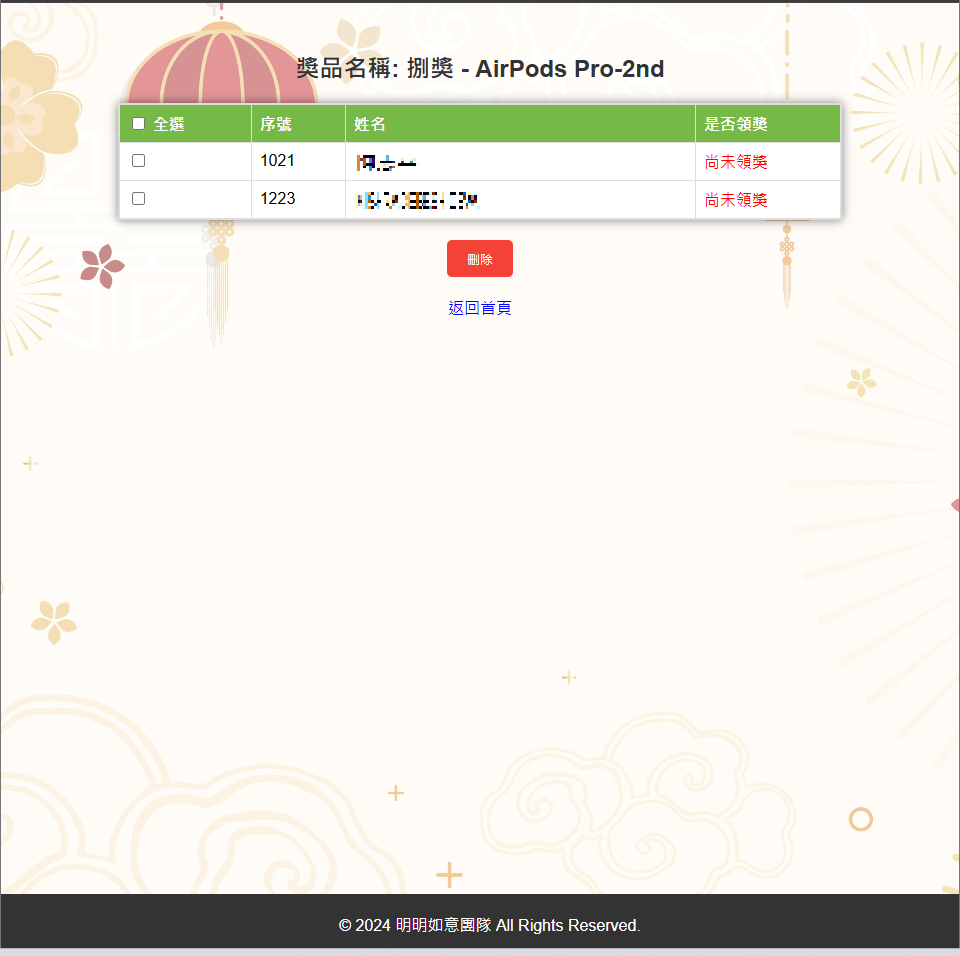 獎品名稱: 捌獎 - AirPods Pro-2nd
全選 序號 姓名 是否領獎
1021 尚未領獎
1223 尚未領獎
刪除
返回首頁
© 2024 明明如意團隊 All Rights Reserved.